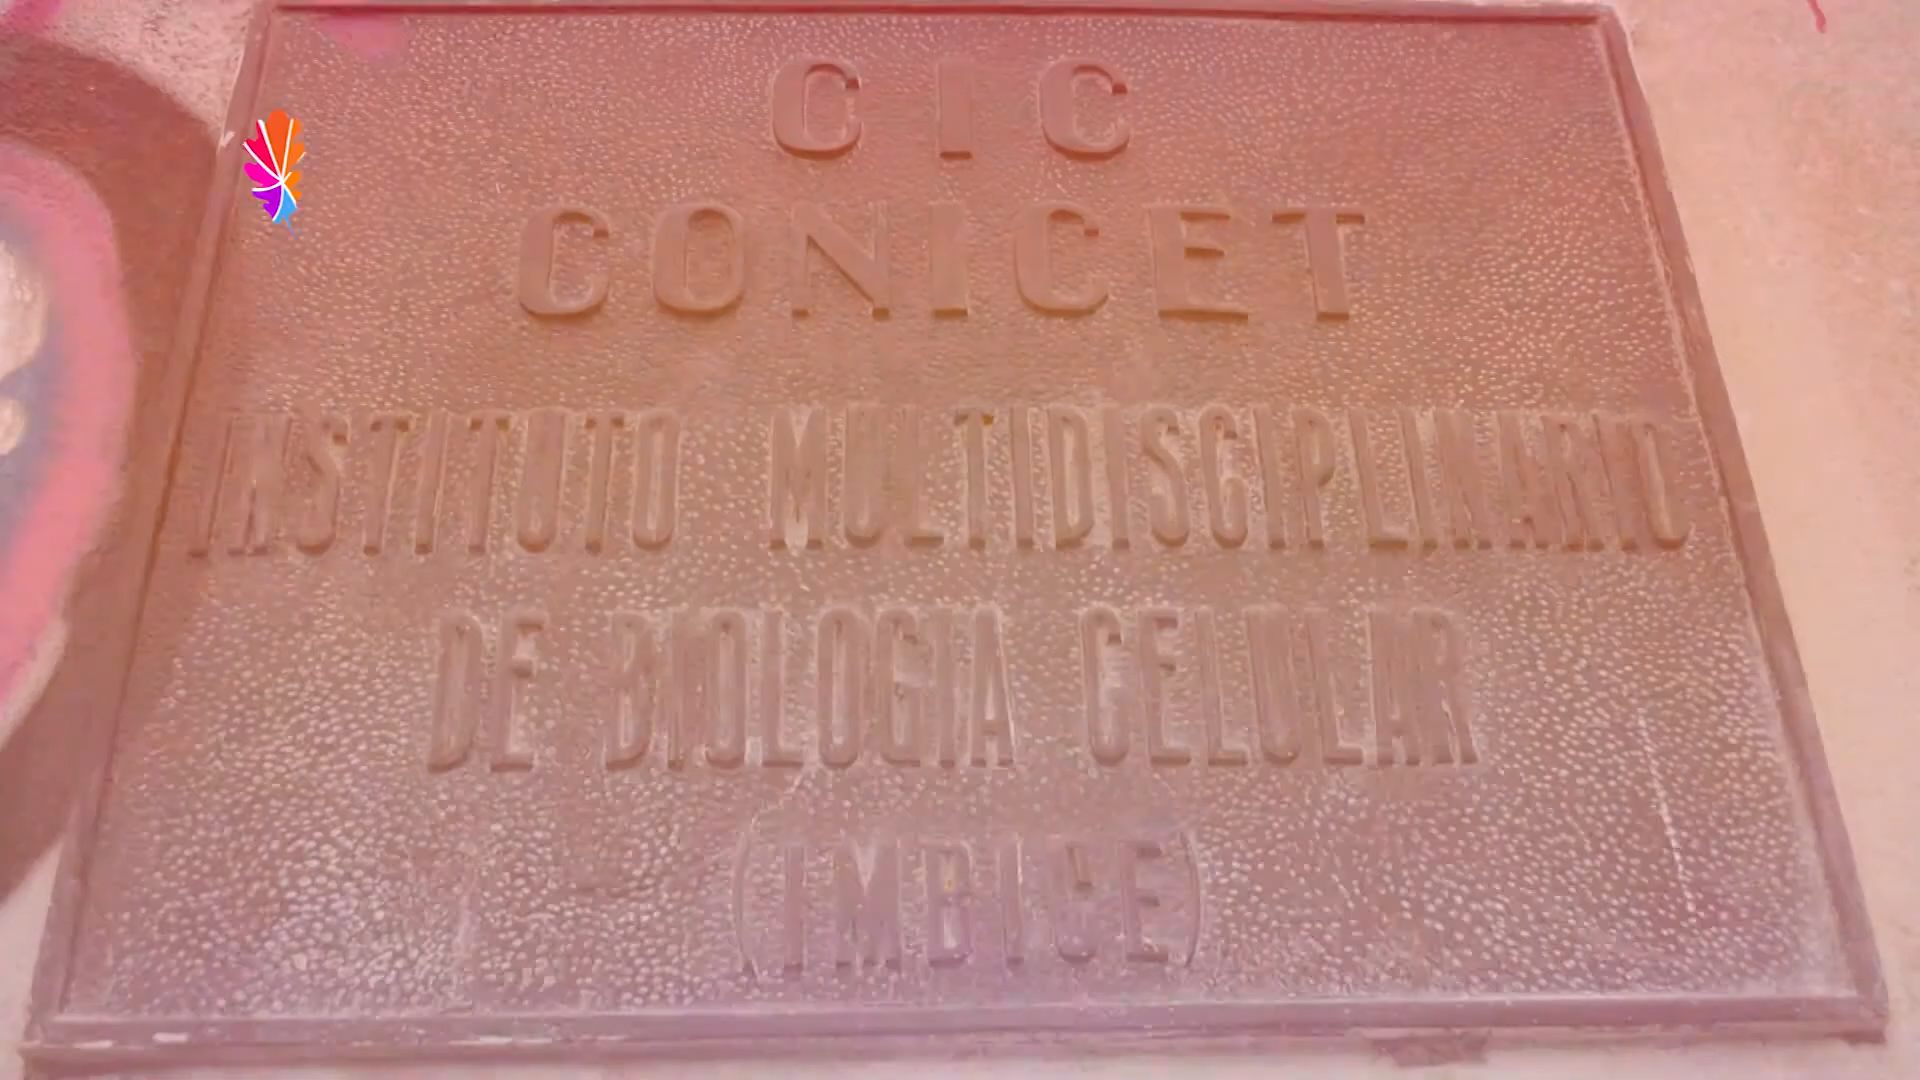 CIC
CONICET
INSTITUTO MULTIDISCIPLINARIO
DE BIOLOGIA CELULAR
(IMBICE)